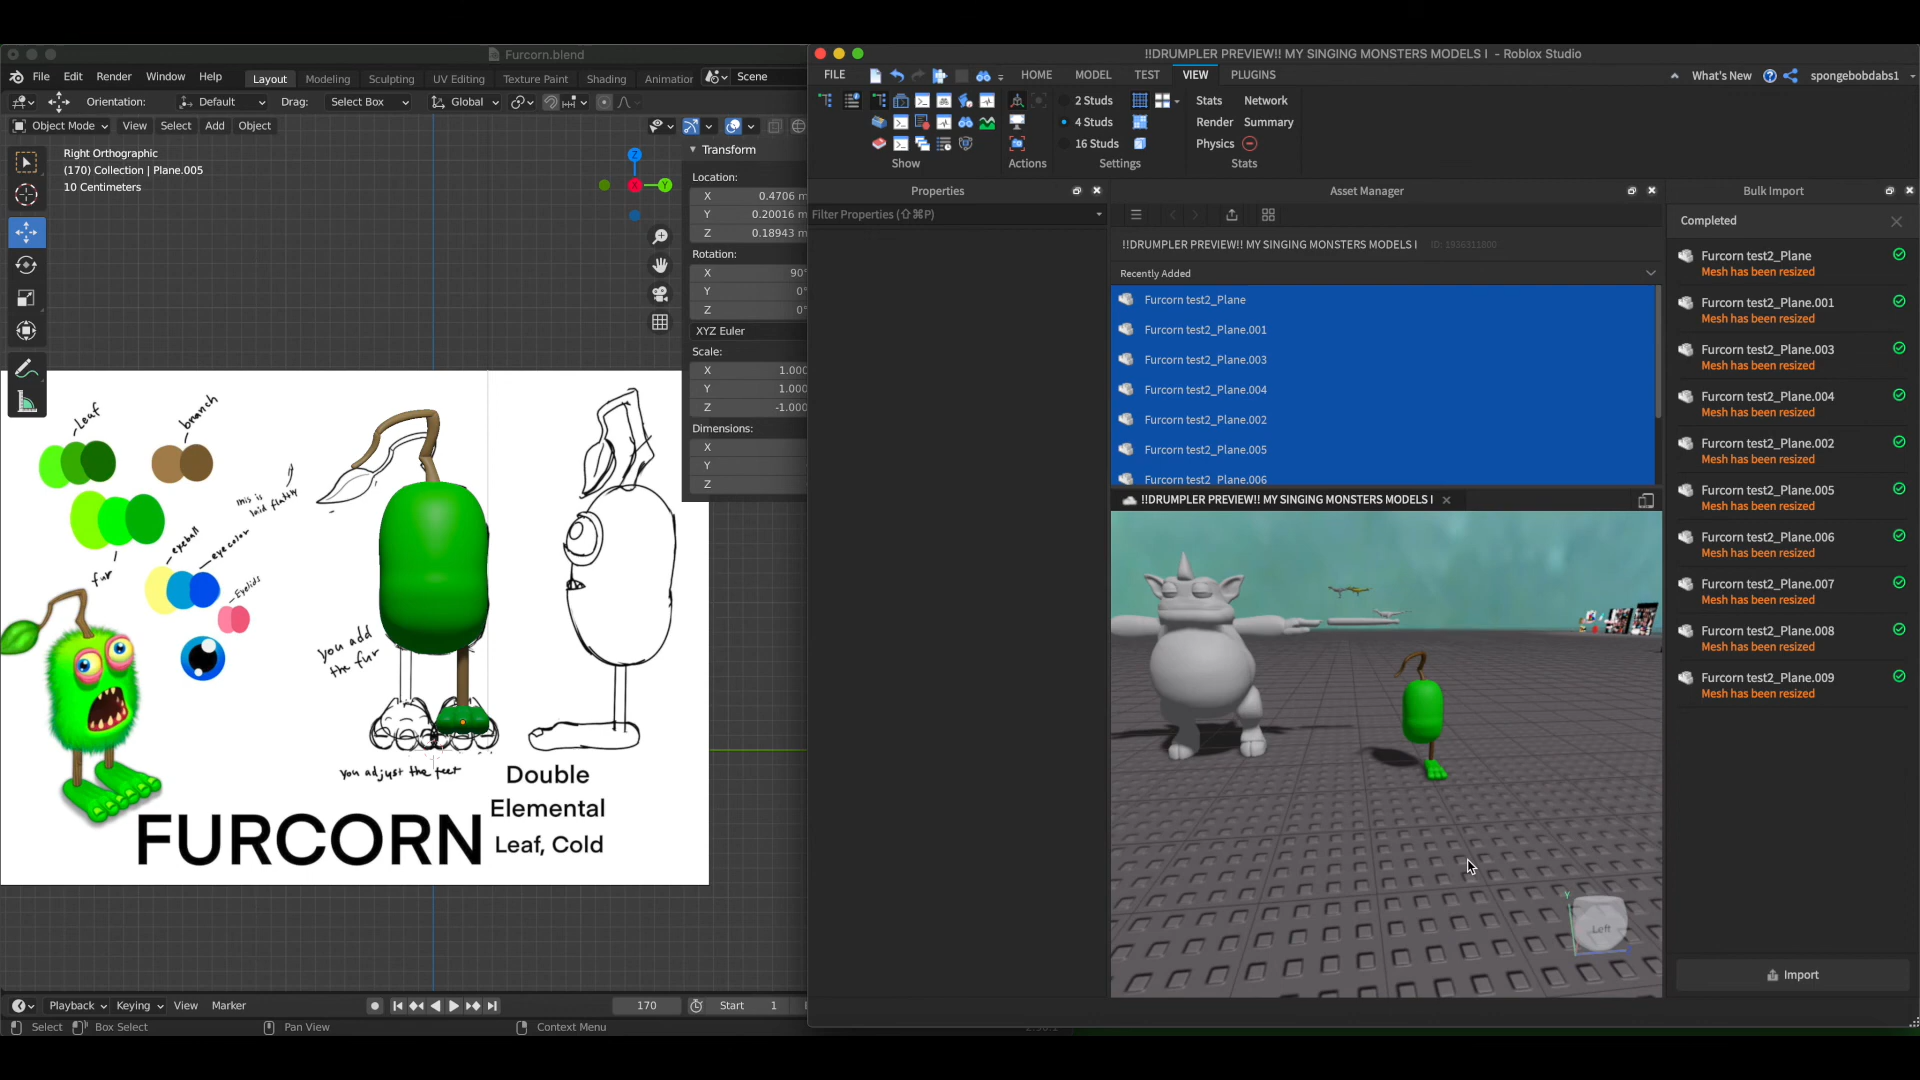 Furcorn.blend
File Edit Render Window Help Layout Modeling Sculpting UV Editing Texture Paint Shading Animation Scene
Orientation: Default Drag: Select Box Global
Object Mode View Select Add Object
Right Orthographic
(170) Collection | Plane.005
10 Centimeters
Z
X
Y
Transform
Location:
X 0.4706 m
Y 0.20016 m
Z 0.18943 m
Rotation:
X 90°
Y 0°
Z 0°
XYZ Euler
Scale:
X 1.000
Y 1.000
Z -1.000
Dimensions:
X
Y
Z
-leaf
branch
this is
laid flatly
eyeball
eye color
fur
-Eyelids
you add
the fur
you adjust the feet
FURCORN
Double
Elemental
Leaf, Cold
Playback Keying View Marker 170 Start 1
Select Box Select Pan View Context Menu
!!DRUMPLER PREVIEW!! MY SINGING MONSTERS MODELS I - Roblox Studio
FILE HOME MODEL TEST VIEW PLUGINS What's New spongebobdabs1
2 Studs
4 Studs
16 Studs
Stats Network
Render Summary
Physics
Show Actions Settings Stats
Properties
Filter Properties (⇧⌘P)
Asset Manager
!!DRUMPLER PREVIEW!! MY SINGING MONSTERS MODELS I ID: 1936311800
Recently Added
Furcorn test2_Plane
Furcorn test2_Plane.001
Furcorn test2_Plane.003
Furcorn test2_Plane.004
Furcorn test2_Plane.002
Furcorn test2_Plane.005
Furcorn test2_Plane.006
!!DRUMPLER PREVIEW!! MY SINGING MONSTERS MODELS I
Y
Left
Bulk Import
Completed
Furcorn test2_Plane
Mesh has been resized
Furcorn test2_Plane.001
Mesh has been resized
Furcorn test2_Plane.003
Mesh has been resized
Furcorn test2_Plane.004
Mesh has been resized
Furcorn test2_Plane.002
Mesh has been resized
Furcorn test2_Plane.005
Mesh has been resized
Furcorn test2_Plane.006
Mesh has been resized
Furcorn test2_Plane.007
Mesh has been resized
Furcorn test2_Plane.008
Mesh has been resized
Furcorn test2_Plane.009
Mesh has been resized
Import